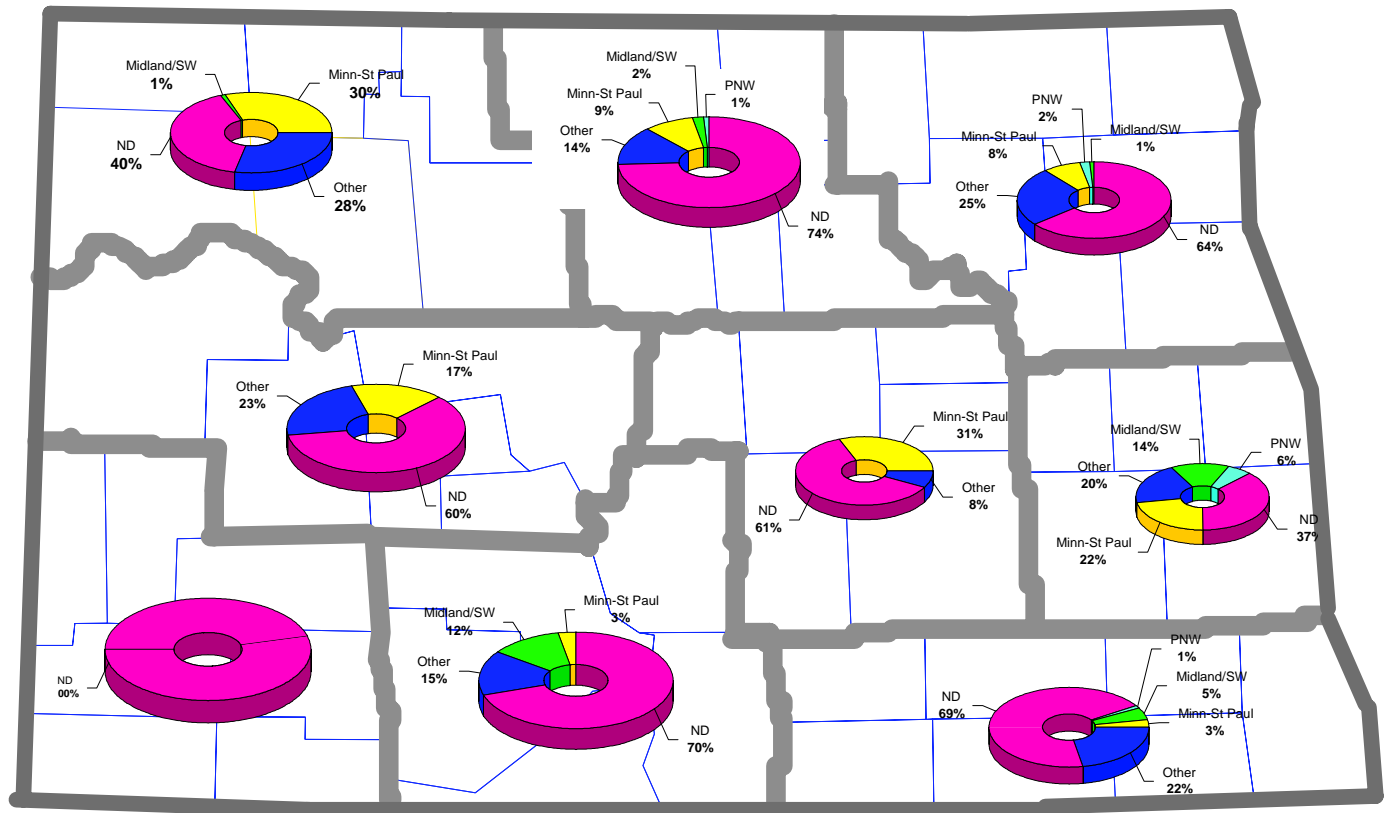 Midland/SW
1%
Minn-St Paul
30%
ND
40%
Other
28%
Midland/SW
2%
PNW
1%
Minn-St Paul
9%
Other
14%
ND
74%
PNW
2%
Midland/SW
1%
Minn-St Paul
8%
Other
25%
ND
64%
Minn-St Paul
17%
Other
23%
ND
60%
Minn-St Paul
31%
Other
8%
ND
61%
Midland/SW
14%
PNW
6%
Other
20%
Minn-St Paul
22%
ND
37%
ND
00%
Midland/SW
12%
Minn-St Paul
3%
Other
15%
ND
70%
PNW
1%
Midland/SW
5%
Minn-St Paul
3%
ND
69%
Other
22%